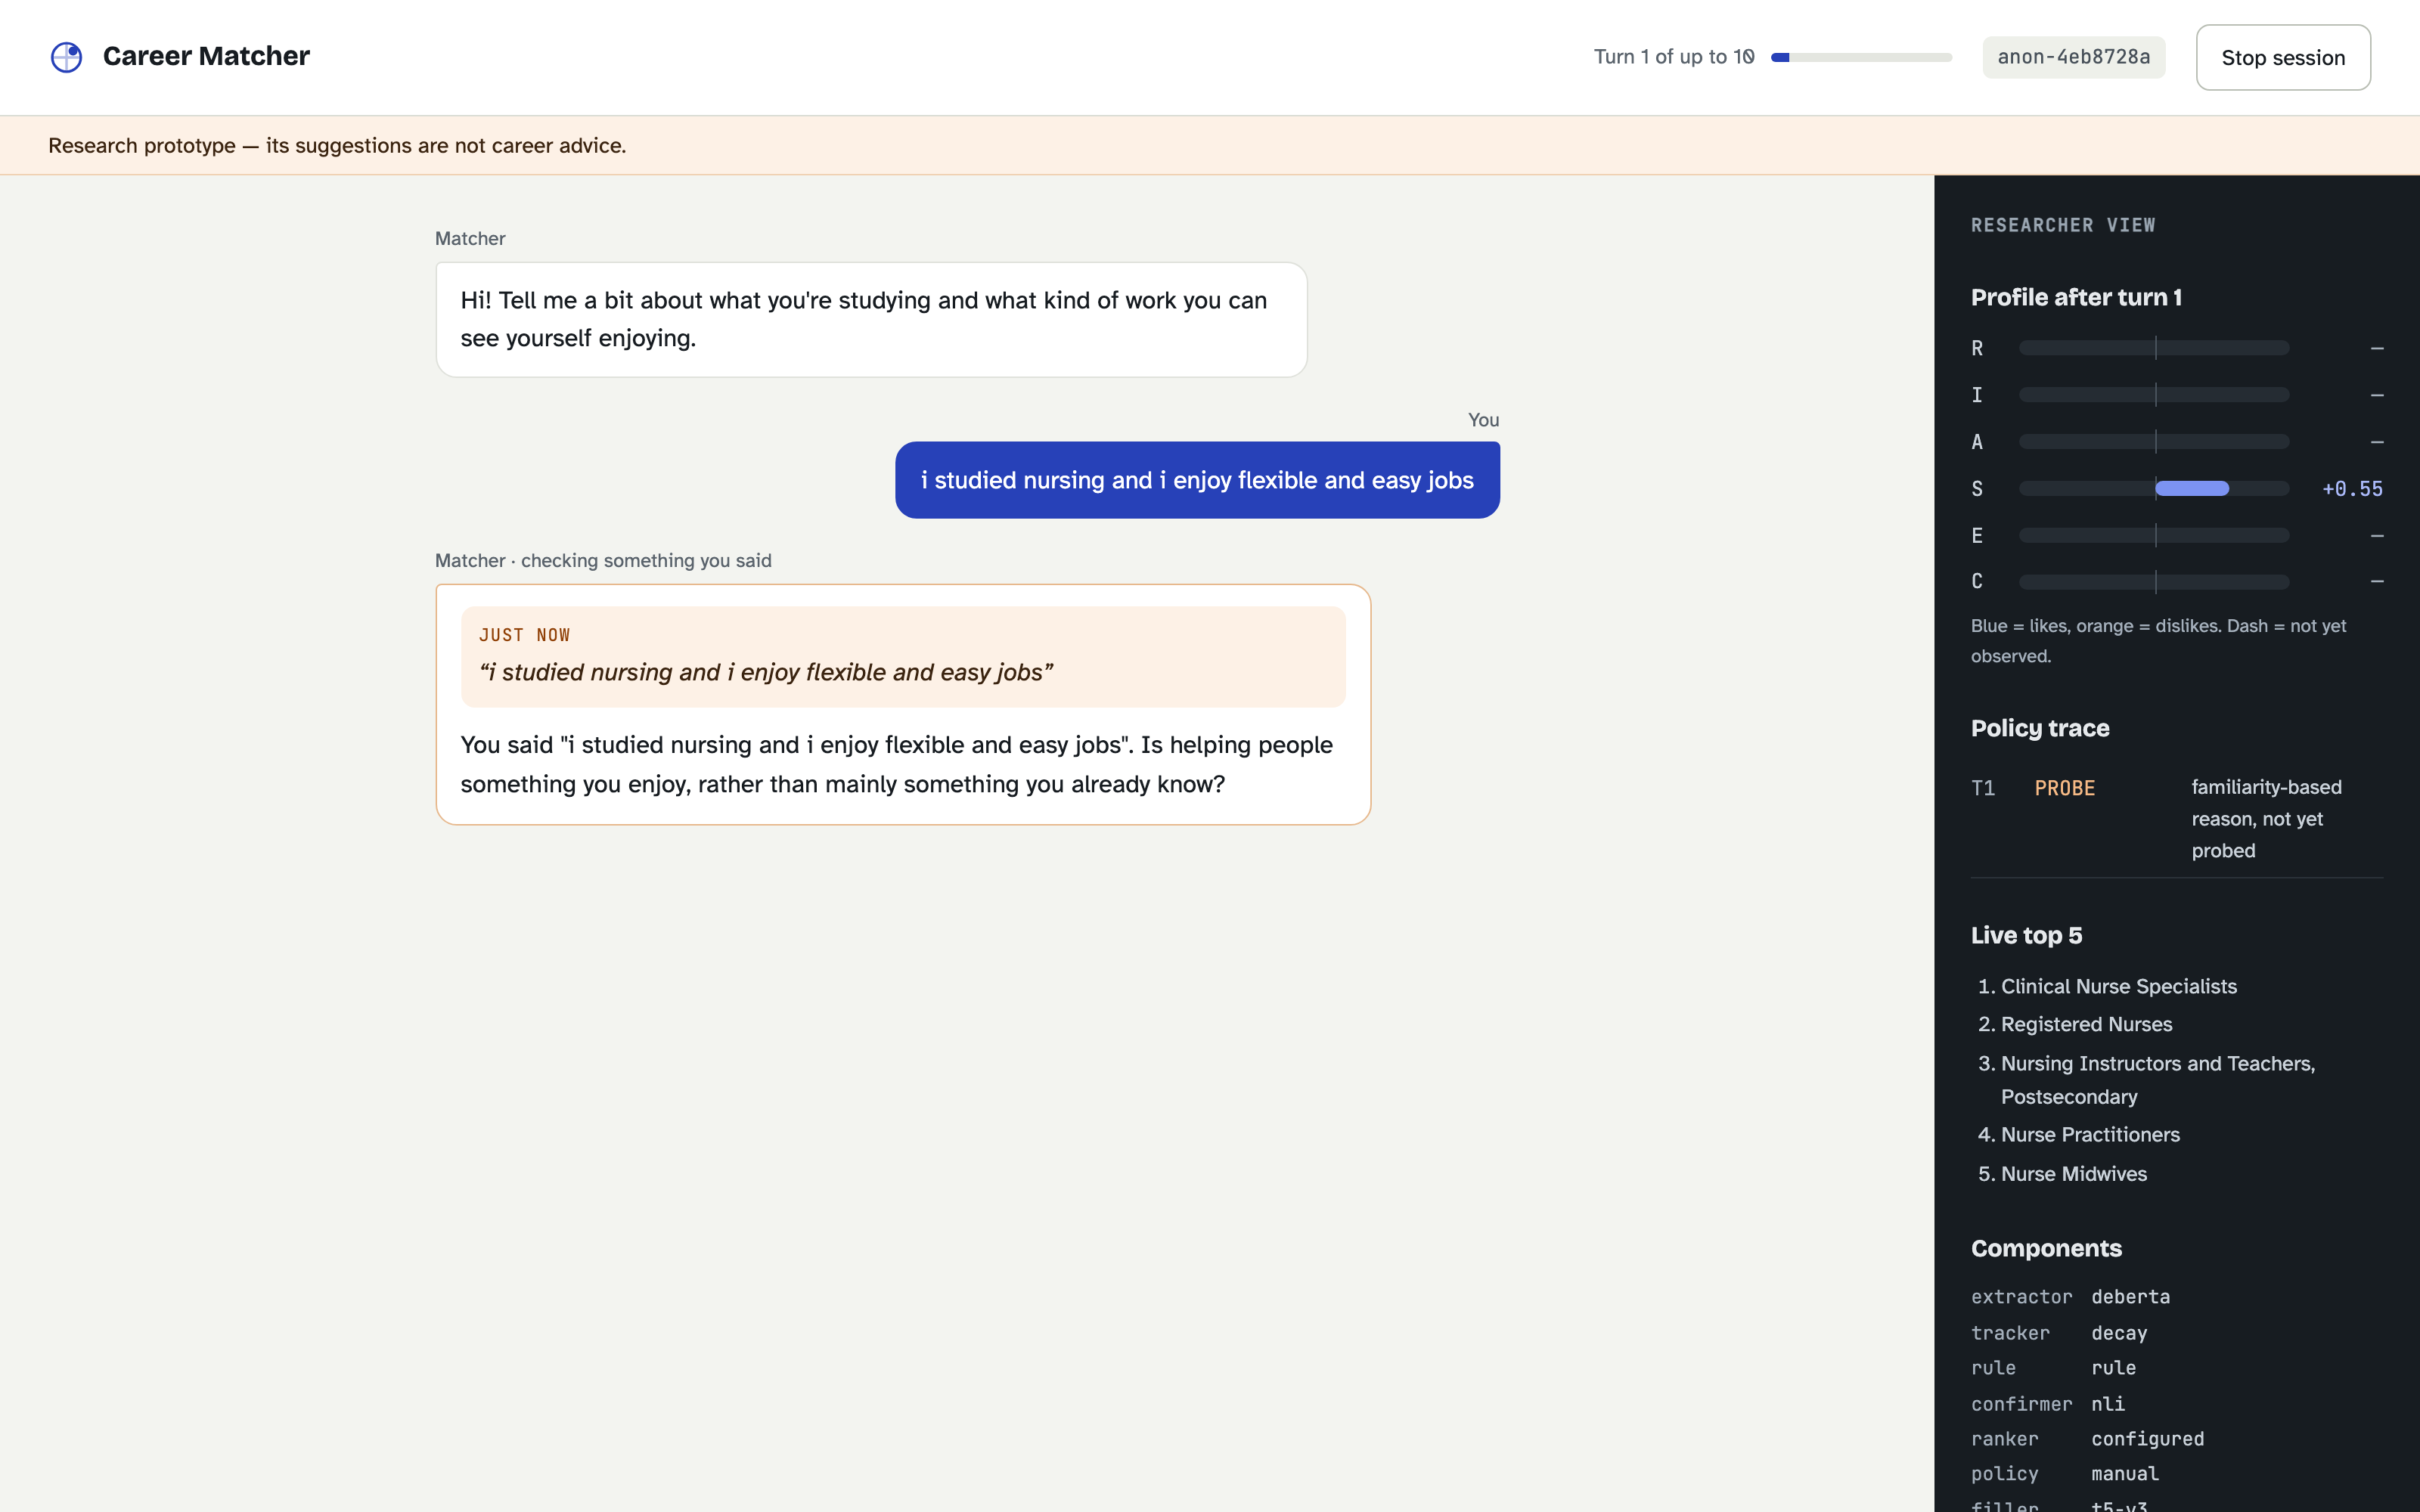 Career Matcher
Turn 1 of up to 10
anon-4eb8728a
Stop session
Research prototype — its suggestions are not career advice.
Matcher
Hi! Tell me a bit about what you're studying and what kind of work you can
see yourself enjoying.
You
i studied nursing and i enjoy flexible and easy jobs
Matcher · checking something you said
JUST NOW
“i studied nursing and i enjoy flexible and easy jobs”
You said "i studied nursing and i enjoy flexible and easy jobs". Is helping people
something you enjoy, rather than mainly something you already know?
RESEARCHER VIEW
Profile after turn 1
R –
I –
A –
S +0.55
E –
C –
Blue = likes, orange = dislikes. Dash = not yet
observed.
Policy trace
T1 PROBE familiarity-based
reason, not yet
probed
Live top 5
1. Clinical Nurse Specialists
2. Registered Nurses
3. Nursing Instructors and Teachers,
Postsecondary
4. Nurse Practitioners
5. Nurse Midwives
Components
extractor deberta
tracker decay
rule rule
confirmer nli
ranker configured
policy manual
filler t5-v3